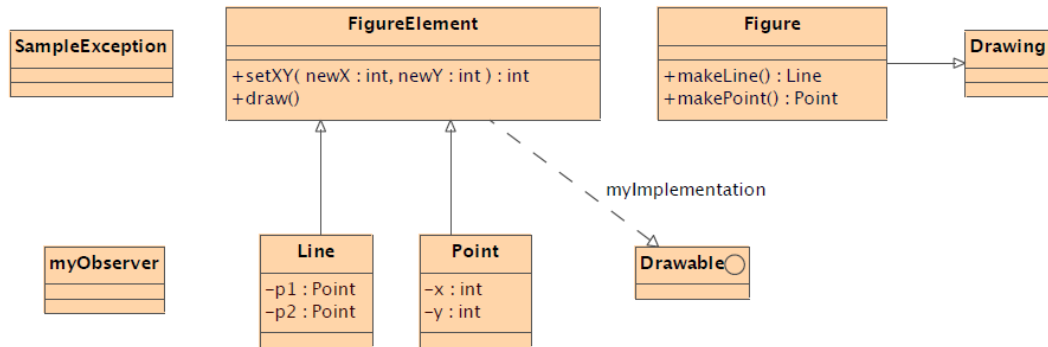 FigureElement
+setXY( newX : int, newY : int ) : int
+draw()
Figure
+makeLine() : Line
+makePoint() : Point
SampleException
Drawing
myImplementation
myObserver
Line
-p1 : Point
-p2 : Point
Point
-x : int
-y : int
Drawable